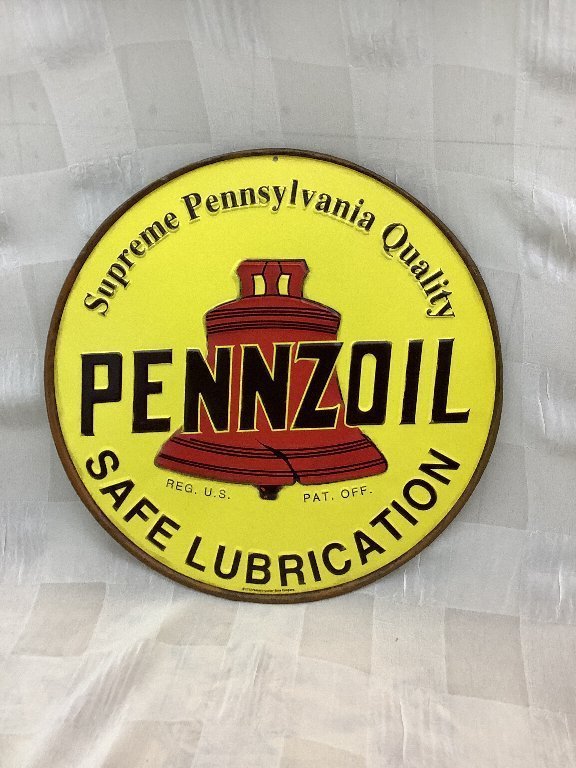 Supreme Pennsylvania Quality
PENNZOIL
REG. U.S. PAT. OFF.
SAFE LUBRICATION